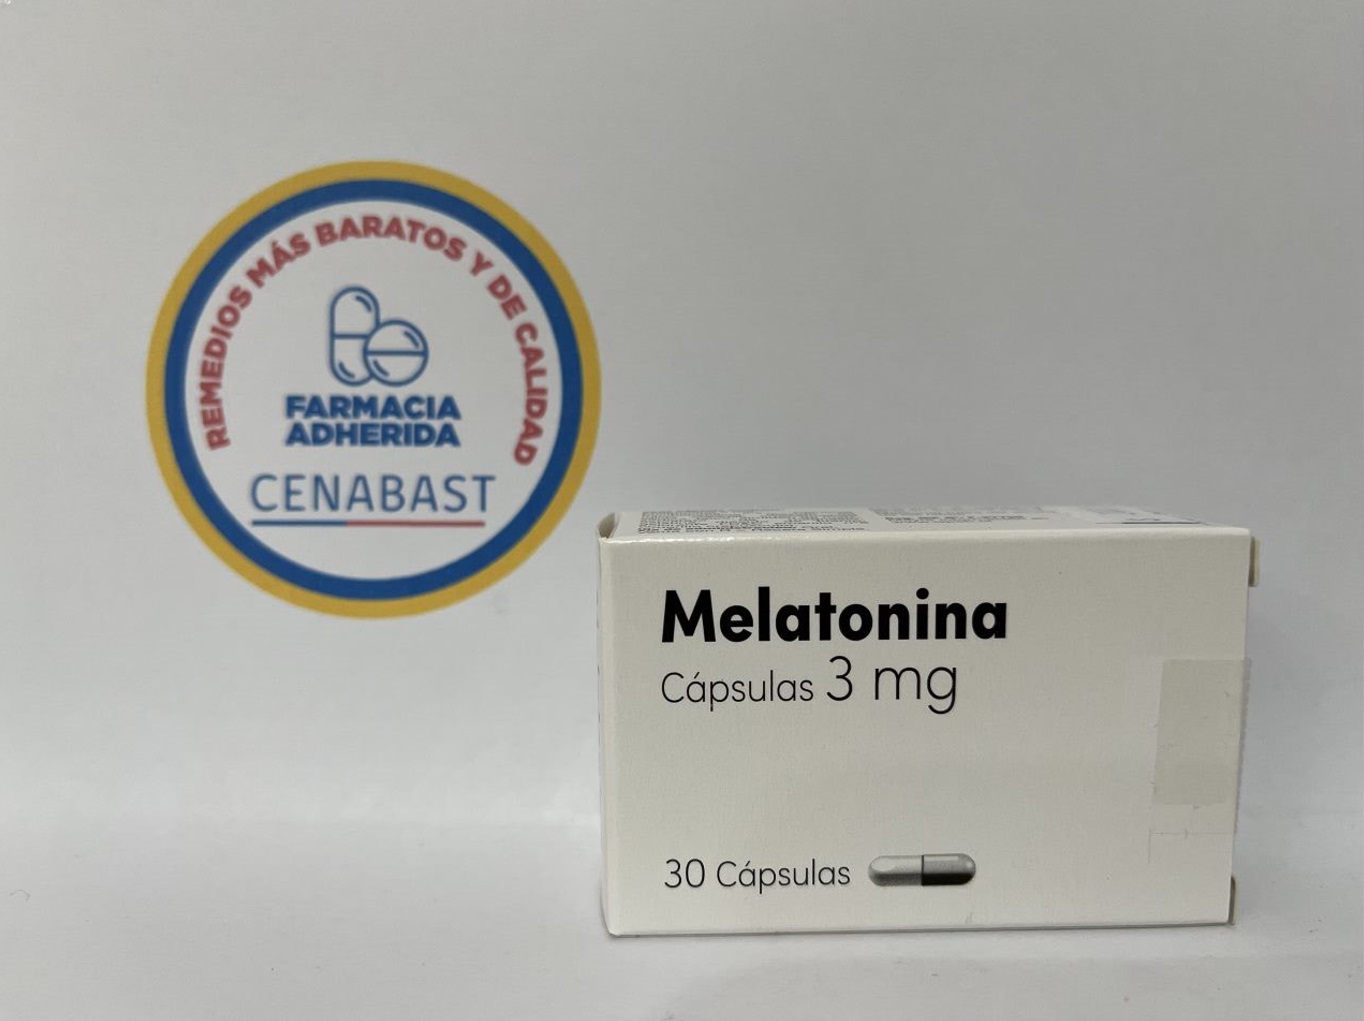 REMEDIOS MÁS BARATOS Y DE CALIDAD
FARMACIA
ADHERIDA
CENABAST
Melatonina
Cápsulas 3 mg
30 Cápsulas